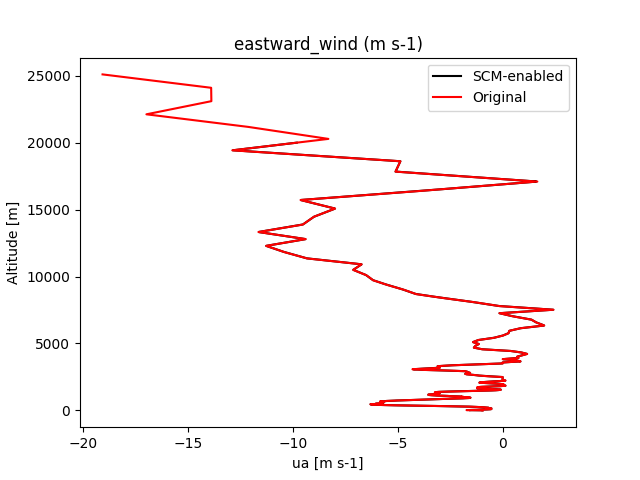 eastward_wind (m s-1)
SCM-enabled
Original
Altitude [m]
25000
20000
15000
10000
5000
0
−20
−15
−10
−5
0
ua [m s-1]